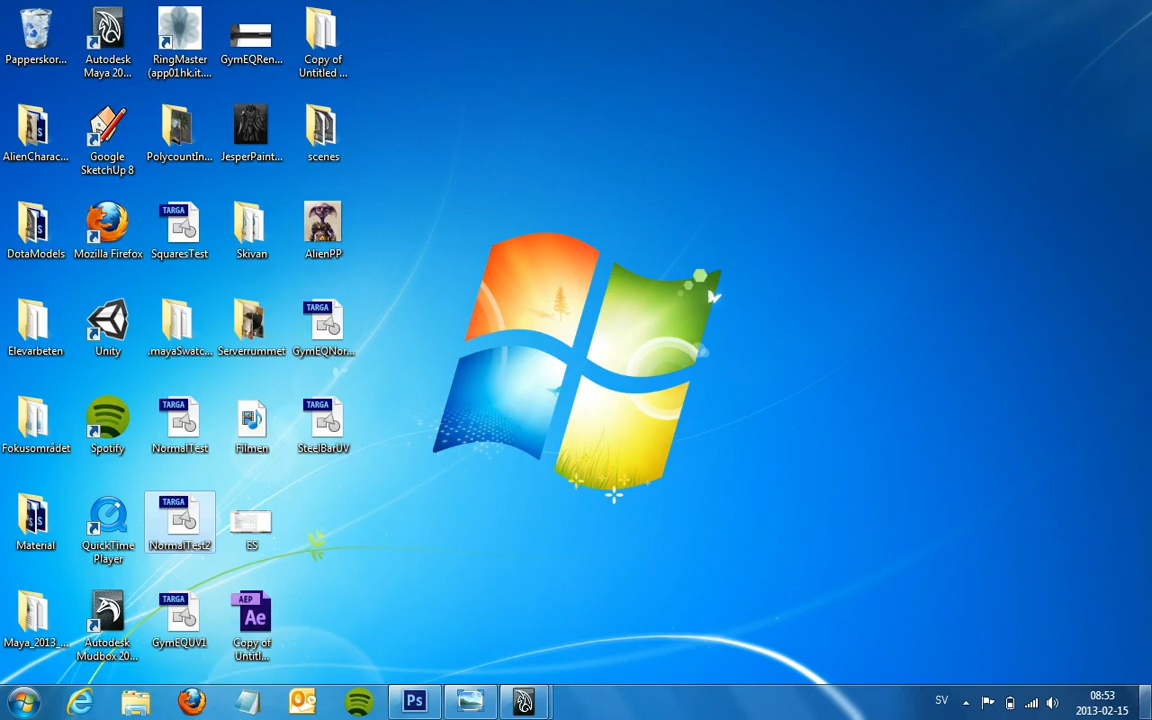 Papperskor...
Autodesk
Maya 20...
RingMaster
(app01hk.it....
GymEQRen...
Copy of
Untitled ...
AlienCharac...
Google
SketchUp 8
PolycountIn...
JesperPaint...
scenes
DotaModels
Mozilla Firefox
TARGA
SquaresTest
Skivan
AlienPP
Elevarbeten
Unity
.mayaSwatc...
Serverrummet
TARGA
GymEQNor...
Fokusområdet
Spotify
TARGA
NormalTest
Filmen
TARGA
SteelBarUV
Material
QuickTime
Player
TARGA
NormalTest2
ES
Maya_2013_...
Autodesk
Mudbox 20...
TARGA
GymEQUV1
AEP
Ae
Copy of
Untitl...
Ps
SV
08:53
2013-02-15